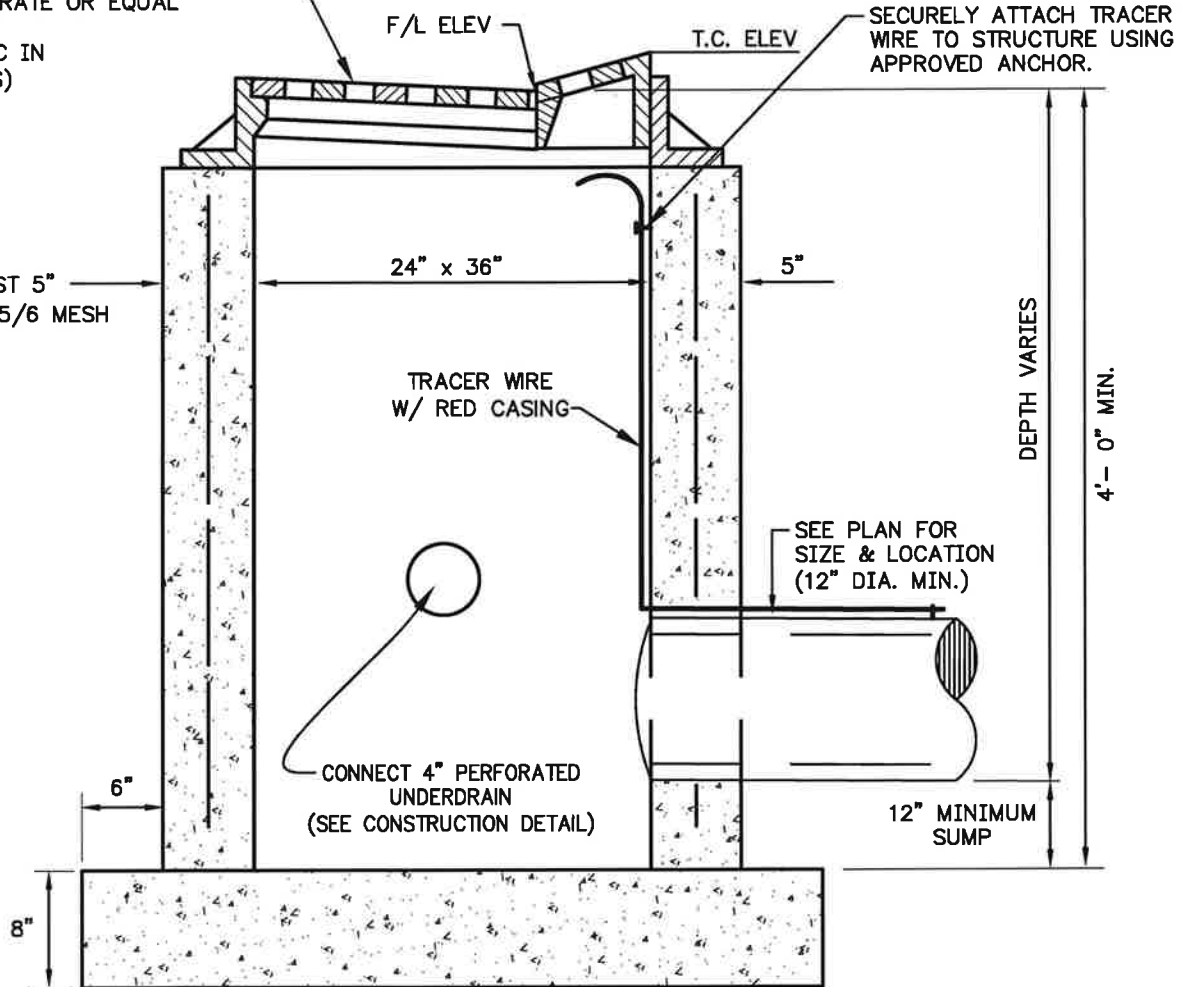 RATE OR EQUAL
C IN
S)
F/L ELEV
T.C. ELEV
SECURELY ATTACH TRACER
WIRE TO STRUCTURE USING
APPROVED ANCHOR.
ST 5"
5/6 MESH
24" x 36"
5"
TRACER WIRE
W/ RED CASING
DEPTH VARIES
4'- 0" MIN.
SEE PLAN FOR
SIZE & LOCATION
(12" DIA. MIN.)
CONNECT 4" PERFORATED
UNDERDRAIN
(SEE CONSTRUCTION DETAIL)
6"
12" MINIMUM
SUMP
8"